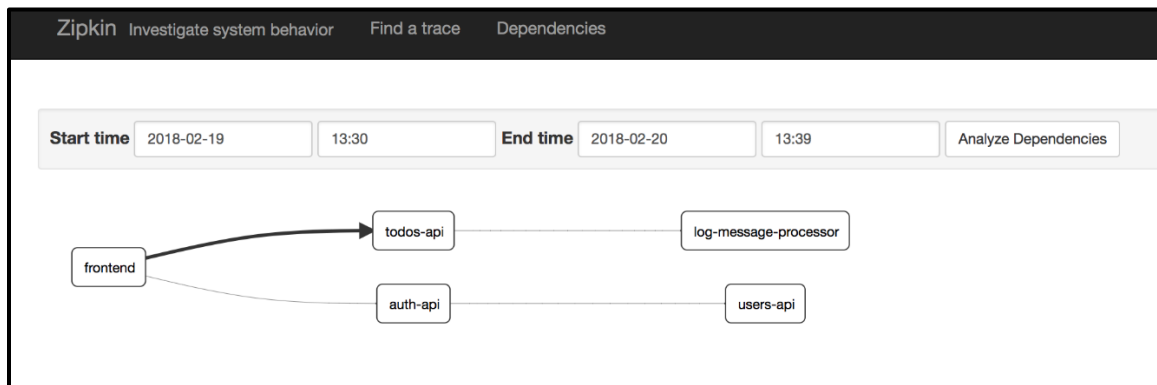 Zipkin Investigate system behavior Find a trace Dependencies
Start time 2018-02-19 13:30 End time 2018-02-20 13:39 Analyze Dependencies
todos-api log-message-processor
frontend
auth-api users-api